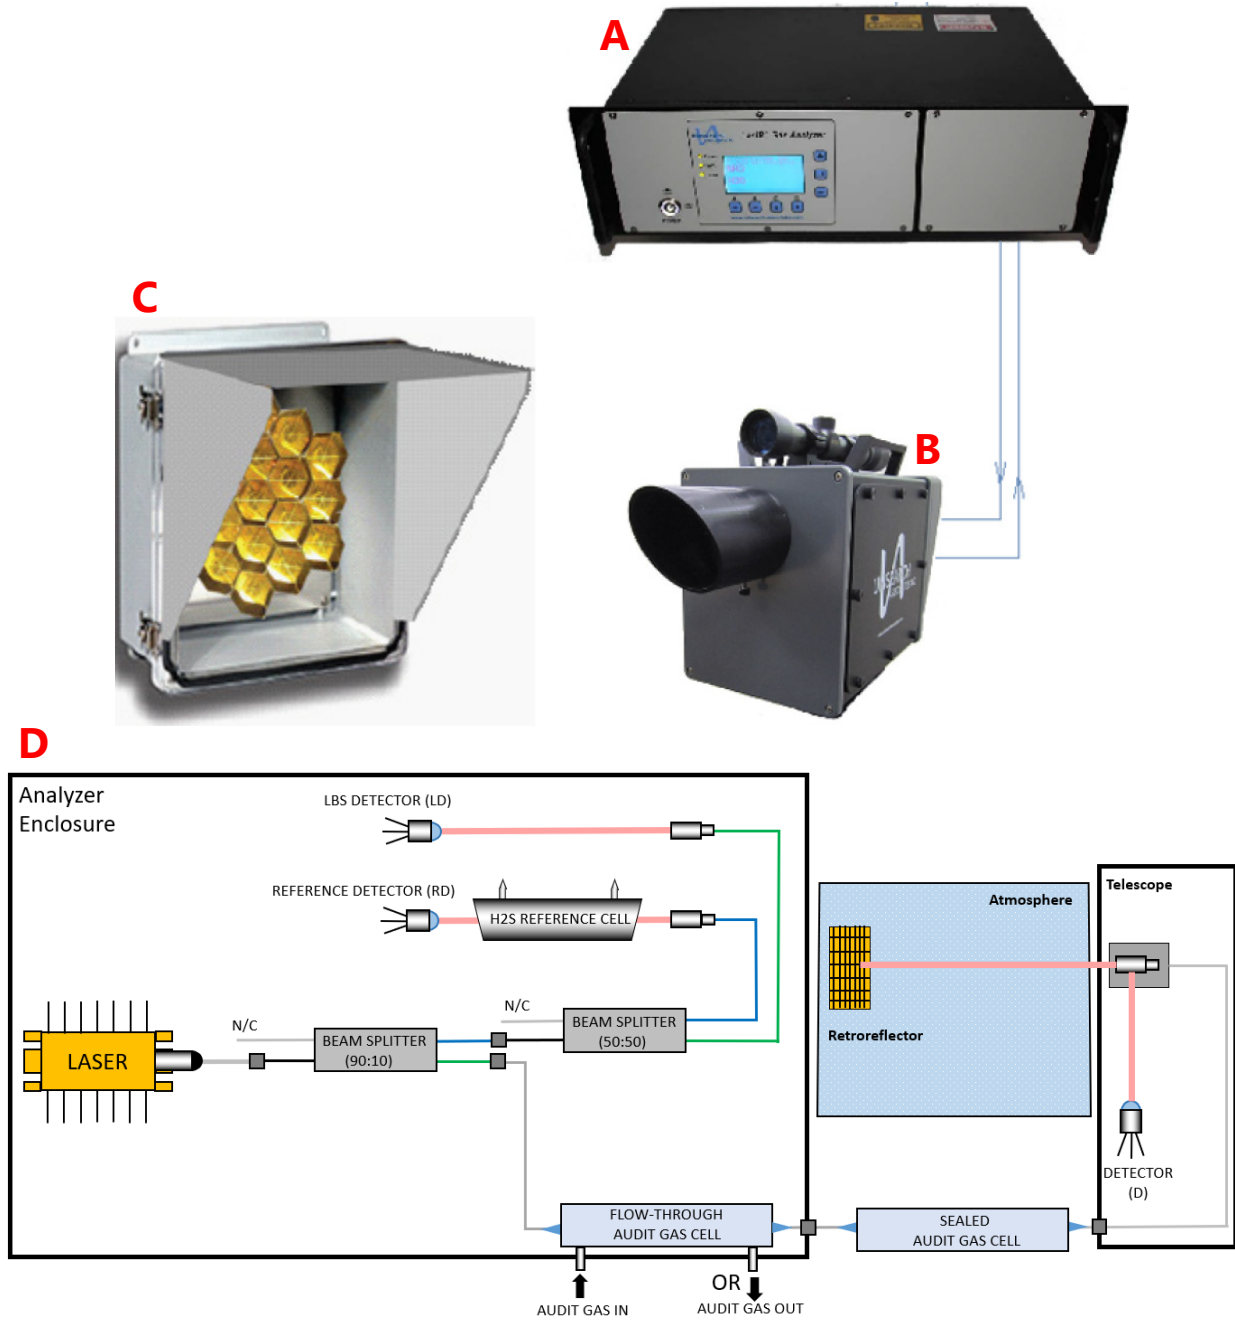 A
Gas Analyzer
C
B
D
Analyzer
Enclosure
LBS DETECTOR (LD)
REFERENCE DETECTOR (RD)
H2S REFERENCE CELL
N/C
N/C
LASER
BEAM SPLITTER
(90:10)
BEAM SPLITTER
(50:50)
Atmosphere
Retroreflector
Telescope
DETECTOR
(D)
FLOW-THROUGH
AUDIT GAS CELL
SEALED
AUDIT GAS CELL
OR
AUDIT GAS IN
AUDIT GAS OUT